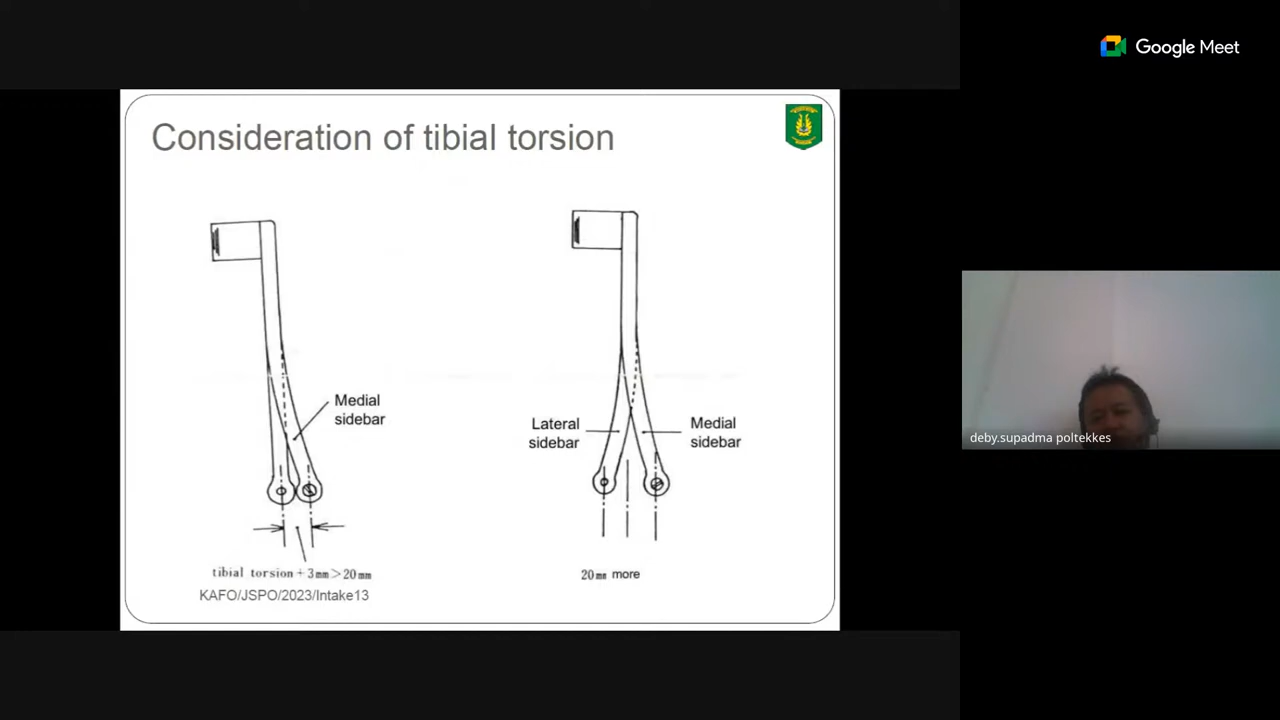 Google Meet
Consideration of tibial torsion
Medial
sidebar
Lateral
sidebar
Medial
sidebar
tibial torsion+3mm>20mm
20mm more
KAFO/JSPO/2023/Intake13
deby.supadma poltekkes